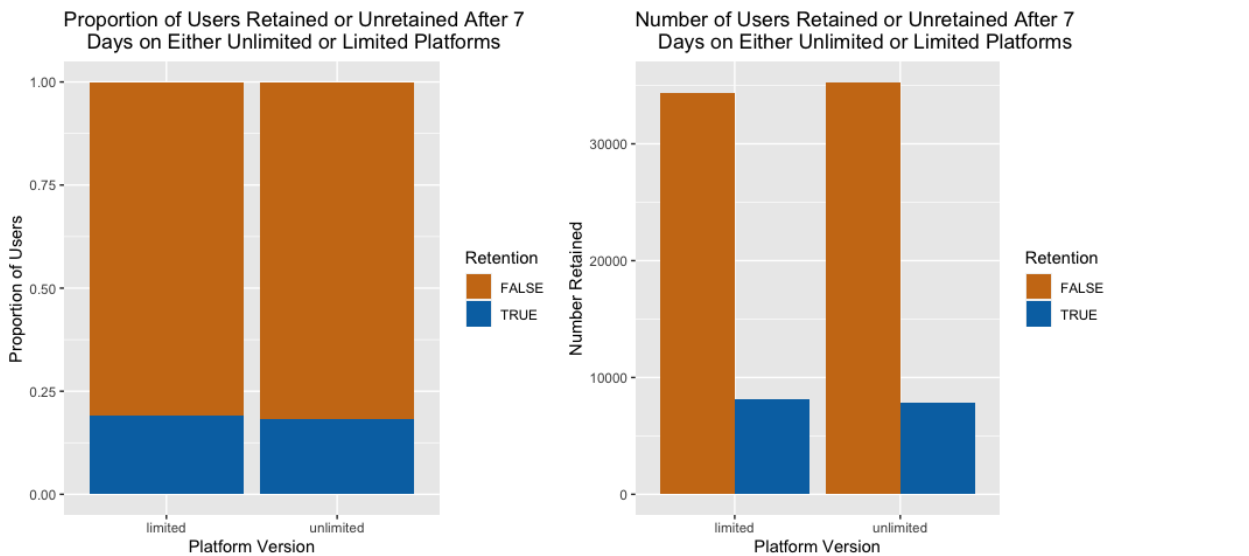 Proportion of Users Retained or Unretained After 7
Days on Either Unlimited or Limited Platforms
1.00
0.75
0.50
0.25
0.00
Proportion of Users
limited
unlimited
Platform Version
Retention
FALSE
TRUE
Number of Users Retained or Unretained After 7
Days on Either Unlimited or Limited Platforms
30000
20000
10000
0
Number Retained
limited
unlimited
Platform Version
Retention
FALSE
TRUE